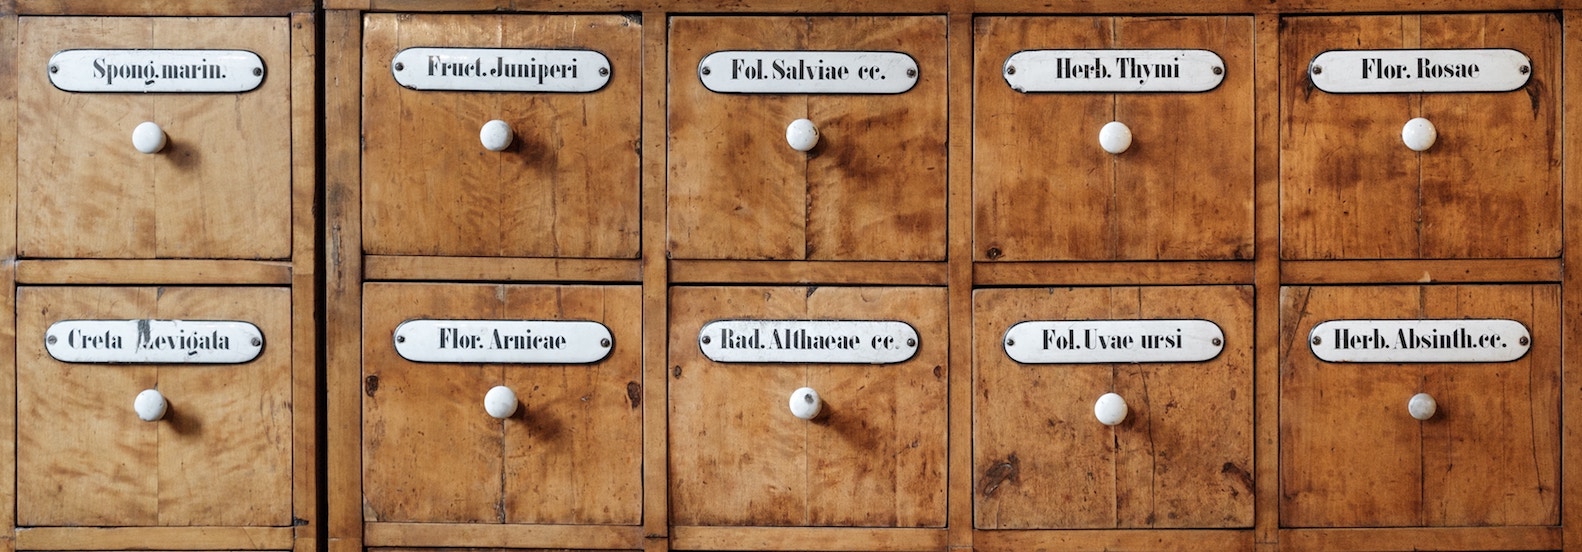 Spong. marin.
Fruct. Juniperi
Fol. Salviae cc.
Herb. Thymi
Flor. Rosae
Creta Levigata
Flor. Arnicae
Rad. Althaeae cc.
Fol. Uvae ursi
Herb. Absinth. cc.